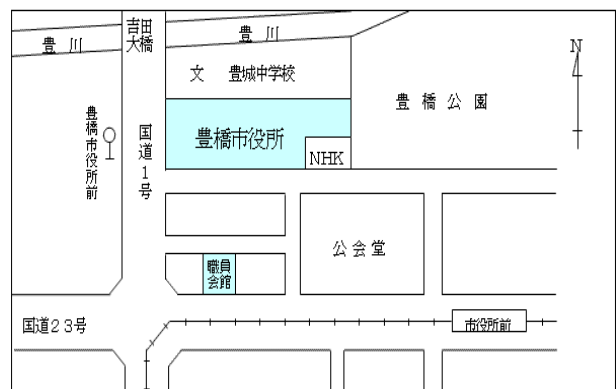 吉田
大橋
豊川
豊川
文 豊城中学校
豊橋公園
N
豊橋市役所前
国道1号
豊橋市役所
NHK
公会堂
職員
会館
国道23号
市役所前